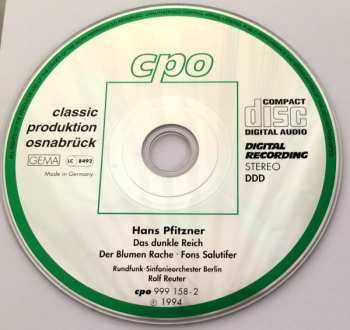 cpo
classic
produktion
osnabrück
GEMA LC 8492
Made in Germany
COMPACT
disc
DIGITAL AUDIO
DIGITAL
RECORDING
STEREO
DDD
Hans Pfitzner
Das dunkle Reich
Der Blumen Rache · Fons Salutifer
Rundfunk-Sinfonieorchester Berlin
Rolf Reuter
cpo 999 158-2
℗ 1994